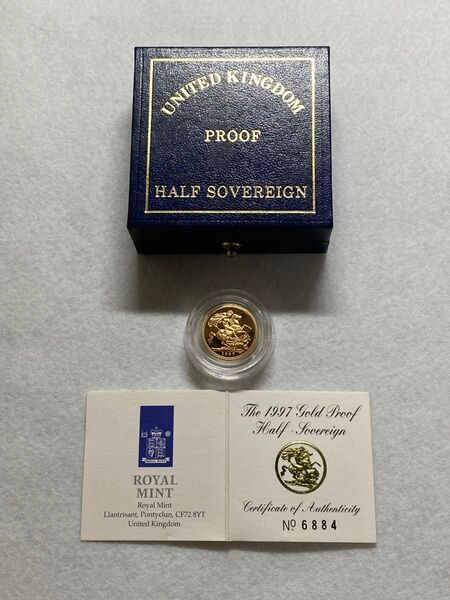 UNITED KINGDOM
PROOF
HALF SOVEREIGN
1997
ROYAL
MINT
Royal Mint
Llantrisant, Pontyclun, CF72 8YT
United Kingdom
The 1997 Gold Proof
Half-Sovereign
Certificate of Authenticity
No 6884